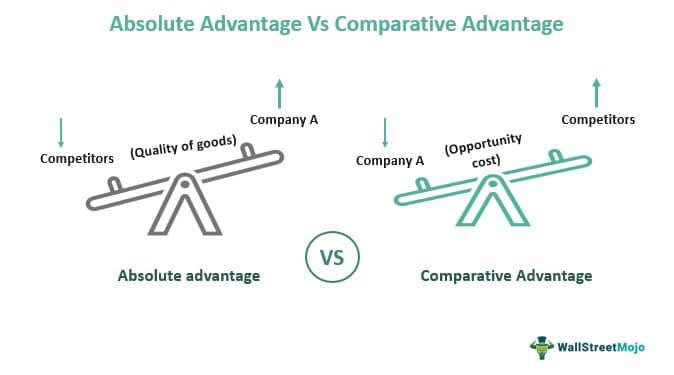 Absolute Advantage Vs Comparative Advantage
Competitors
(Quality of goods)
Company A
Absolute advantage
VS
Company A
(Opportunity
cost)
Competitors
Comparative Advantage
WallStreetMojo